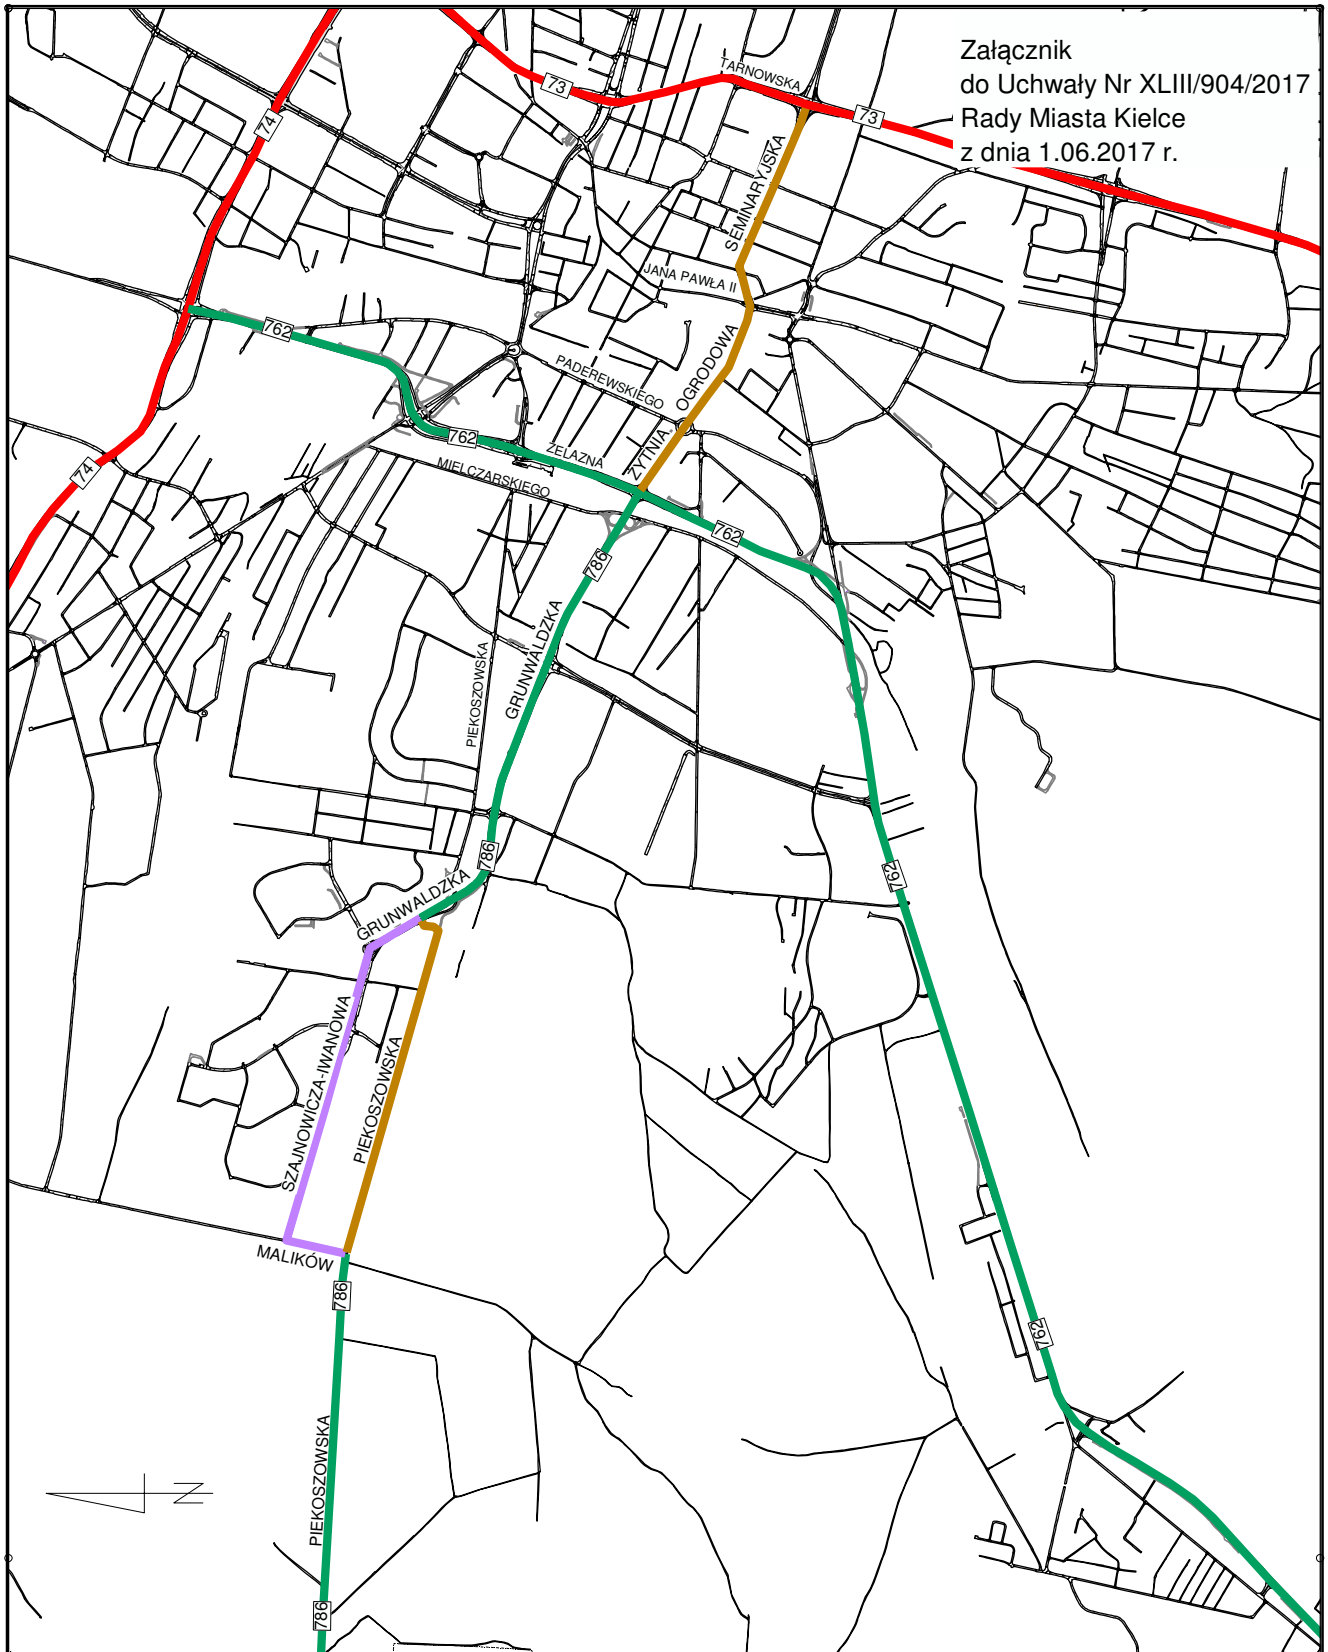 Załącznik
do Uchwały Nr XLIII/904/2017
Rady Miasta Kielce
z dnia 1.06.2017 r.
TARNOWSKA
73
73
74
SEMINARYJSKA
JANA PAWŁA II
762
PADEREWSKIEGO
OGRODOWA
762
ŻELAZNA
ŻYTNIA
MIELCZARSKIEGO
74
762
786
GRUNWALDZKA
PIEKOSZOWSKA
786
762
GRUNWALDZKA
SZAJNOWICZA-IWANOWA
PIEKOSZOWSKA
MALIKÓW
786
762
PIEKOSZOWSKA
N
786